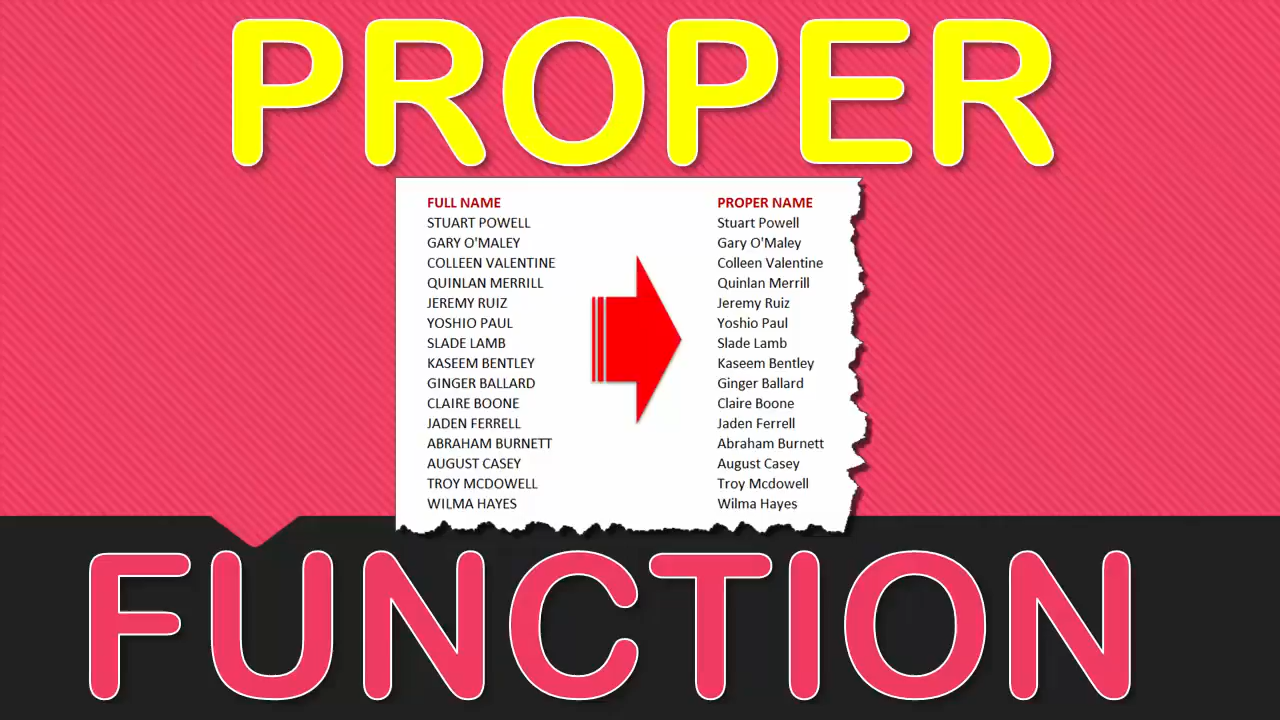 PROPER
FULL NAME PROPER NAME
STUART POWELL Stuart Powell
GARY O'MALEY Gary O'Maley
COLLEEN VALENTINE Colleen Valentine
QUINLAN MERRILL Quinlan Merrill
JEREMY RUIZ Jeremy Ruiz
YOSHIO PAUL Yoshio Paul
SLADE LAMB Slade Lamb
KASEEM BENTLEY Kaseem Bentley
GINGER BALLARD Ginger Ballard
CLAIRE BOONE Claire Boone
JADEN FERRELL Jaden Ferrell
ABRAHAM BURNETT Abraham Burnett
AUGUST CASEY August Casey
TROY MCDOWELL Troy Mcdowell
WILMA HAYES Wilma Hayes
FUNCTION